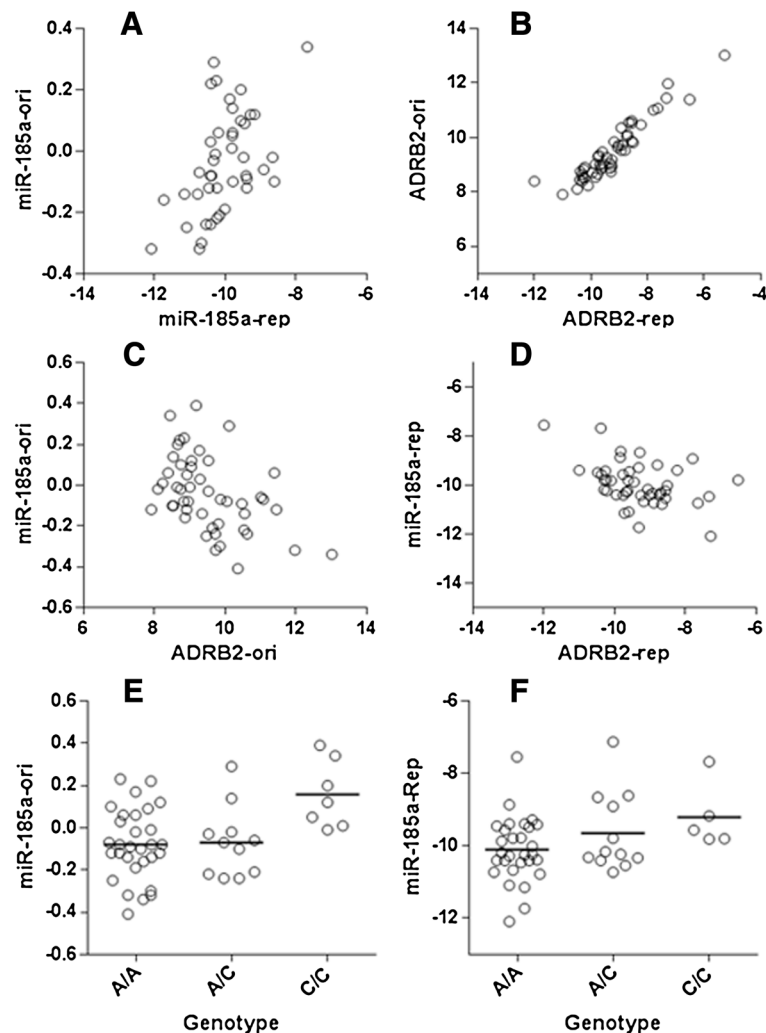 A
0.4
0.2
0.0
-0.2
-0.4
miR-185a-ori
-14
-12
-10
-8
-6
miR-185a-rep
B
14
12
10
8
6
ADRB2-ori
-14
-12
-10
-8
-6
-4
ADRB2-rep
C
0.6
0.4
0.2
0.0
-0.2
-0.4
-0.6
miR-185a-ori
6
8
10
12
14
ADRB2-ori
D
-6
-8
-10
-12
-14
miR-185a-rep
-14
-12
-10
-8
-6
ADRB2-rep
E
0.6
0.4
0.2
0.0
-0.2
-0.4
-0.6
miR-185a-ori
A/A
A/C
C/C
Genotype
F
-6
-8
-10
-12
miR-185a-Rep
A/A
A/C
C/C
Genotype